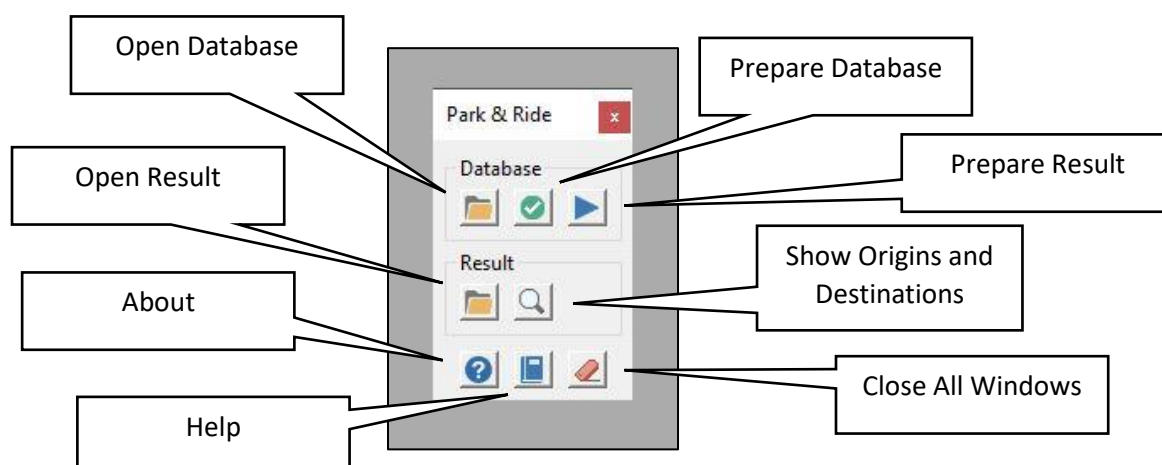 Open Database
Prepare Database
Park & Ride
x
Database
Open Result
Prepare Result
Result
Show Origins and
Destinations
About
?
Close All Windows
Help